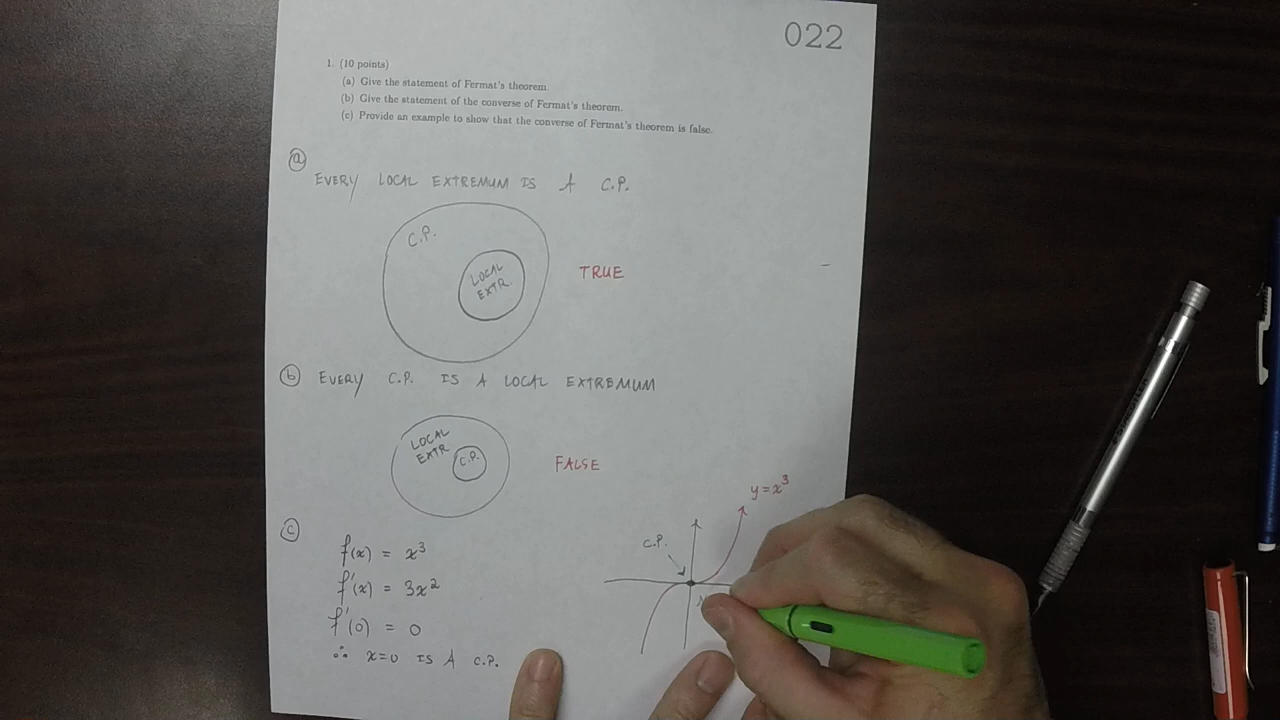 022
1. (10 points)
(a) Give the statement of Fermat's theorem.
(b) Give the statement of the converse of Fermat's theorem.
(c) Provide an example to show that the converse of Fermat's theorem is false.
(a)
EVERY LOCAL EXTREMUM IS A C.P.
C.P.
LOCAL
EXTR.
TRUE
(b) EVERY C.P. IS A LOCAL EXTREMUM
LOCAL
EXTR
C.P.
FALSE
(c)
f(x) = x³
f'(x) = 3x²
f'(0) = 0
∴ x=0 IS A C.P.
y=x³
C.P.